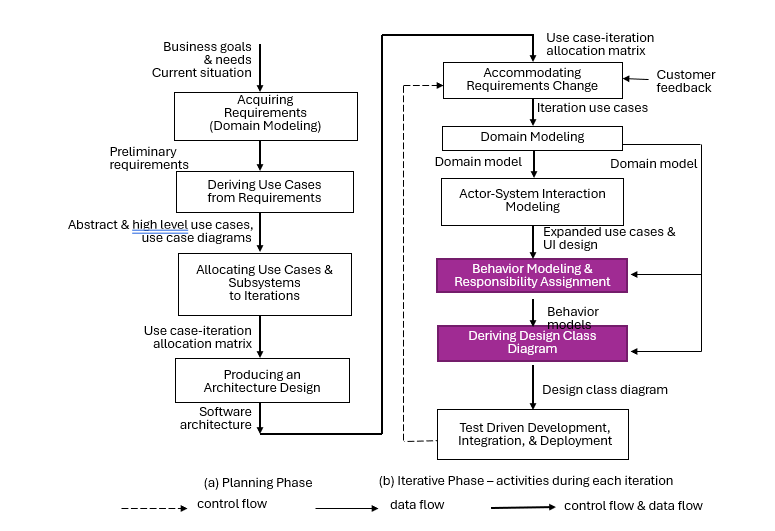 Business goals
& needs
Current situation
Acquiring
Requirements
(Domain Modeling)
Preliminary
requirements
Deriving Use Cases
from Requirements
Abstract & high level use cases,
use case diagrams
Allocating Use Cases &
Subsystems
to Iterations
Use case-iteration
allocation matrix
Producing an
Architecture Design
Software
architecture
Use case-iteration
allocation matrix
Accommodating
Requirements Change
Customer
feedback
Iteration use cases
Domain Modeling
Domain model
Domain model
Actor-System Interaction
Modeling
Expanded use cases &
UI design
Behavior Modeling &
Responsibility Assignment
Behavior
models
Deriving Design Class
Diagram
Design class diagram
Test Driven Development,
Integration, & Deployment
(a) Planning Phase
(b) Iterative Phase – activities during each iteration
control flow
data flow
control flow & data flow